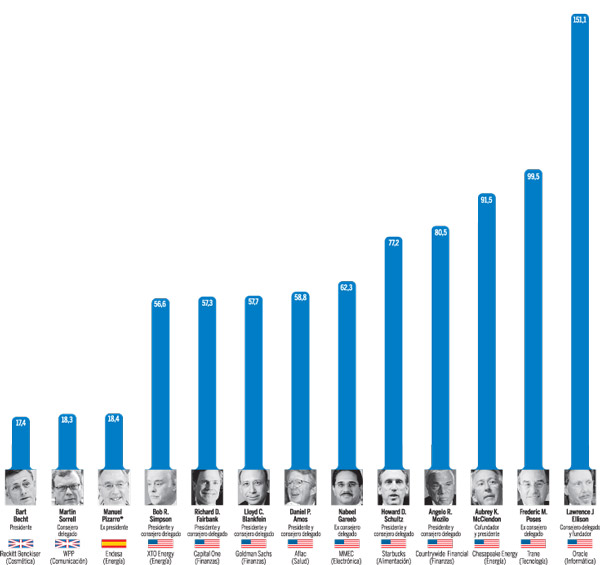 151,1
99,5
91,5
80,5
77,2
62,3
58,8
57,7
57,3
56,6
18,4
18,3
17,4
Bart
Becht
Presidente
Reckitt Benckiser
(Cosmética)
Martin
Sorrell
Consejero
delegado
WPP
(Comunicación)
Manuel
Pizarro*
Ex presidente
Endesa
(Energía)
Bob R.
Simpson
Presidente y
consejero delegado
XTO Energy
(Energía)
Richard D.
Fairbank
Presidente y
consejero delegado
Capital One
(Finanzas)
Lloyd C.
Blankfein
Presidente y
consejero delegado
Goldman Sachs
(Finanzas)
Daniel P.
Amos
Presidente y
consejero delegado
Aflac
(Salud)
Nabeel
Gareeb
Ex consejero
delegado
MMEC
(Electrónica)
Howard D.
Schultz
Presidente y
consejero delegado
Starbucks
(Alimentación)
Angelo R.
Mozilo
Ex presidente y
consejero delegado
Countrywide Financial
(Finanzas)
Aubrey K.
McClendon
Cofundador
y presidente
Chesapeake Energy
(Energía)
Frederic M.
Poses
Ex consejero
delegado
Trane
(Tecnología)
Lawrence J
Ellison
Consejero delegado
y fundador
Oracle
(Informática)